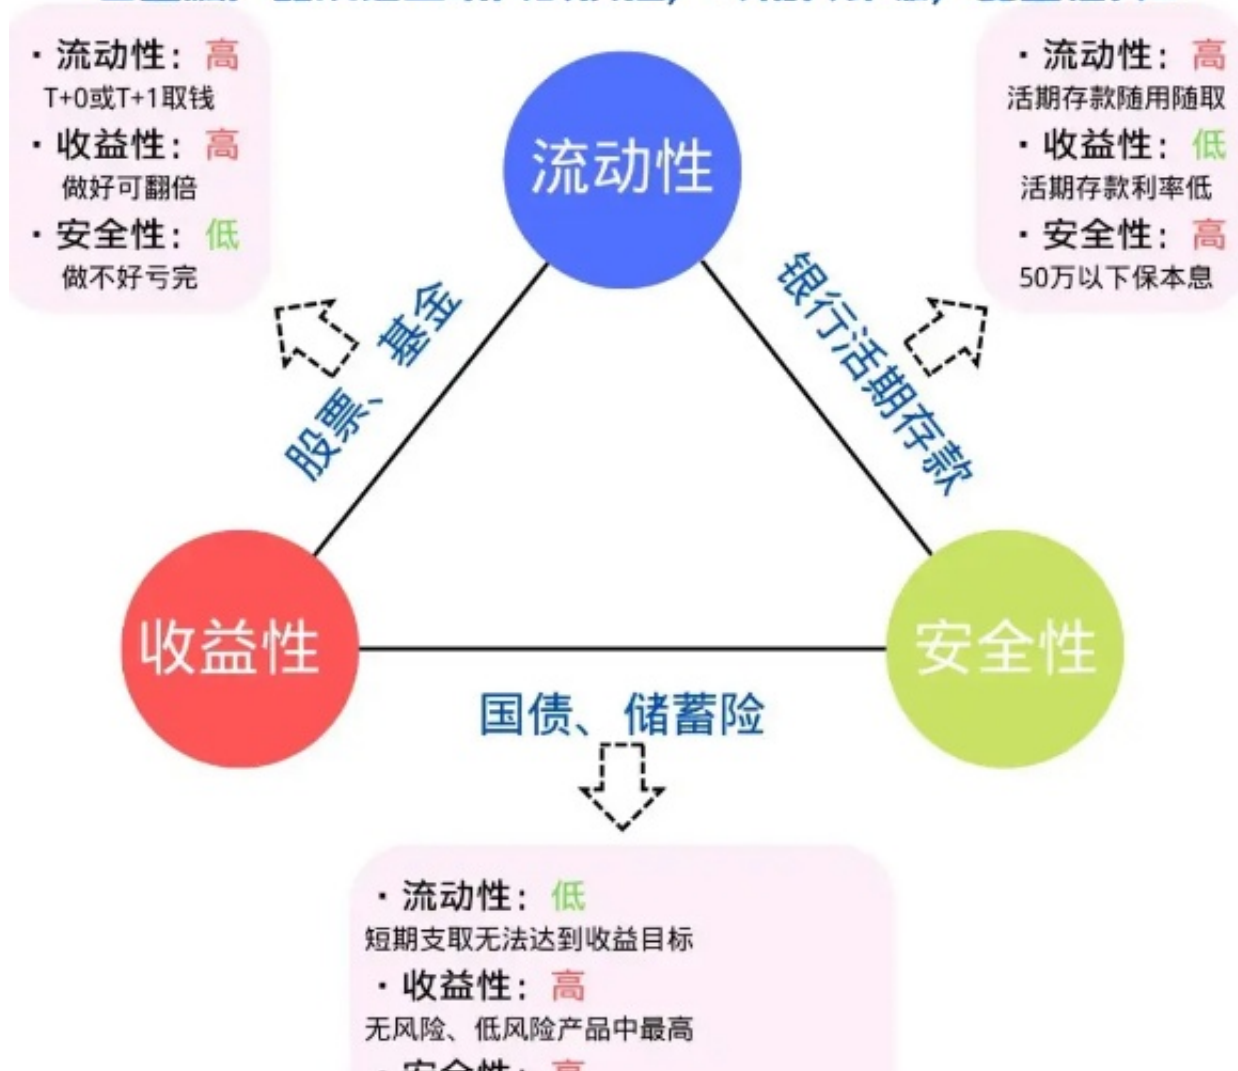 · 流动性：高
T+0或T+1取钱
· 收益性：高
做好可翻倍
· 安全性：低
做不好亏完
流动性
· 流动性：高
活期存款随用随取
· 收益性：低
活期存款利率低
· 安全性：高
50万以下保本息
股票、基金
银行活期存款
收益性
安全性
国债、储蓄险
· 流动性：低
短期支取无法达到收益目标
· 收益性：高
无风险、低风险产品中最高
· 安全性：高